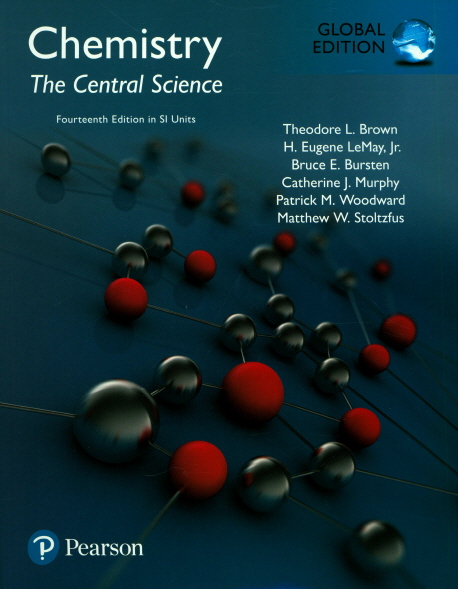 Chemistry
The Central Science
Fourteenth Edition in SI Units
GLOBAL
EDITION
Theodore L. Brown
H. Eugene LeMay, Jr.
Bruce E. Bursten
Catherine J. Murphy
Patrick M. Woodward
Matthew W. Stoltzfus
P Pearson